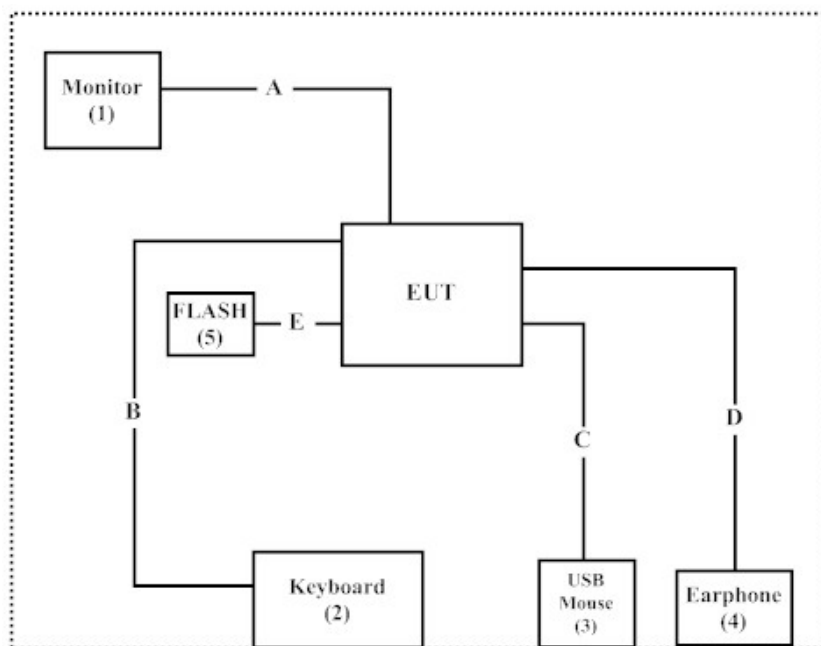 Monitor
(1)
A
EUT
FLASH
(5)
E
B
C
D
Keyboard
(2)
USB
Mouse
(3)
Earphone
(4)